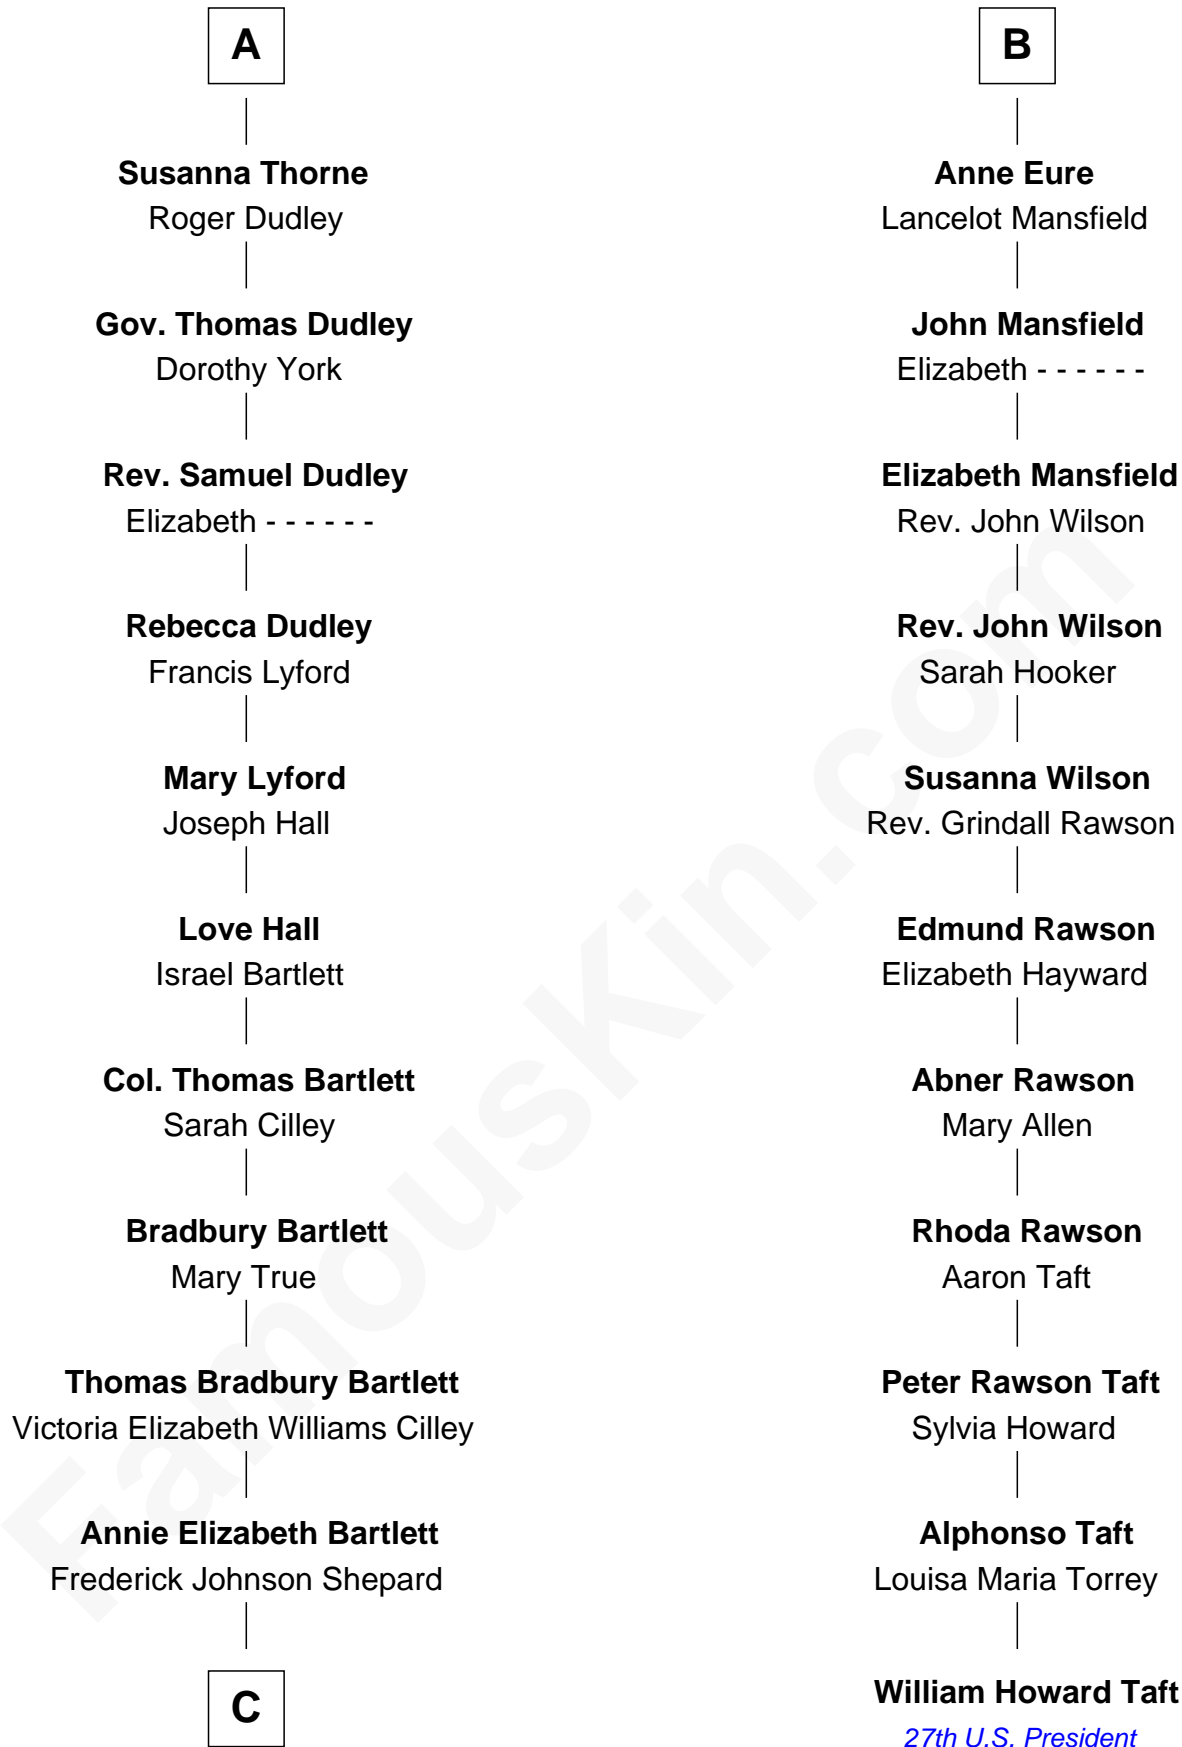 A
Susanna Thorne
Roger Dudley
Gov. Thomas Dudley
Dorothy York
Rev. Samuel Dudley
Elizabeth - - - - - -
Rebecca Dudley
Francis Lyford
Mary Lyford
Joseph Hall
Love Hall
Israel Bartlett
Col. Thomas Bartlett
Sarah Cilley
Bradbury Bartlett
Mary True
Thomas Bradbury Bartlett
Victoria Elizabeth Williams Cilley
Annie Elizabeth Bartlett
Frederick Johnson Shepard
C
B
Anne Eure
Lancelot Mansfield
John Mansfield
Elizabeth - - - - - -
Elizabeth Mansfield
Rev. John Wilson
Rev. John Wilson
Sarah Hooker
Susanna Wilson
Rev. Grindall Rawson
Edmund Rawson
Elizabeth Hayward
Abner Rawson
Mary Allen
Rhoda Rawson
Aaron Taft
Peter Rawson Taft
Sylvia Howard
Alphonso Taft
Louisa Maria Torrey
William Howard Taft
27th U.S. President
FamousKin.com